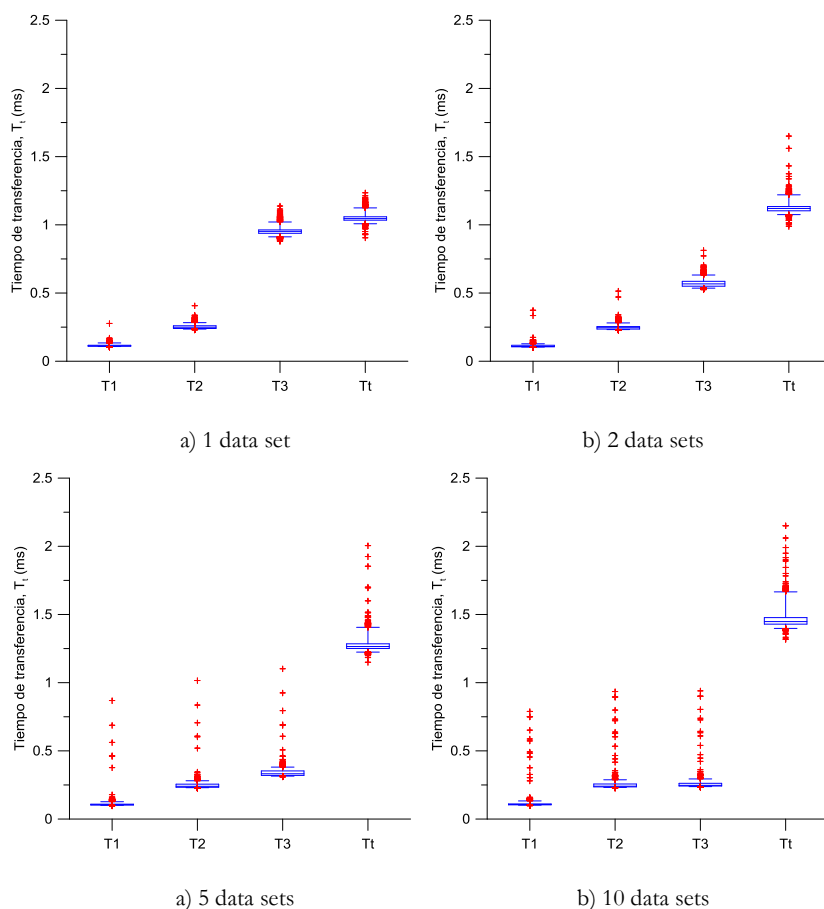 2.5
2
1.5
1
0.5
0
Tiempo de transferencia, Tt (ms)
T1 T2 T3 Tt
a) 1 data set
2.5
2
1.5
1
0.5
0
Tiempo de transferencia, Tt (ms)
T1 T2 T3 Tt
b) 2 data sets
2.5
2
1.5
1
0.5
0
Tiempo de transferencia, Tt (ms)
T1 T2 T3 Tt
a) 5 data sets
2.5
2
1.5
1
0.5
0
Tiempo de transferencia, Tt (ms)
T1 T2 T3 Tt
b) 10 data sets